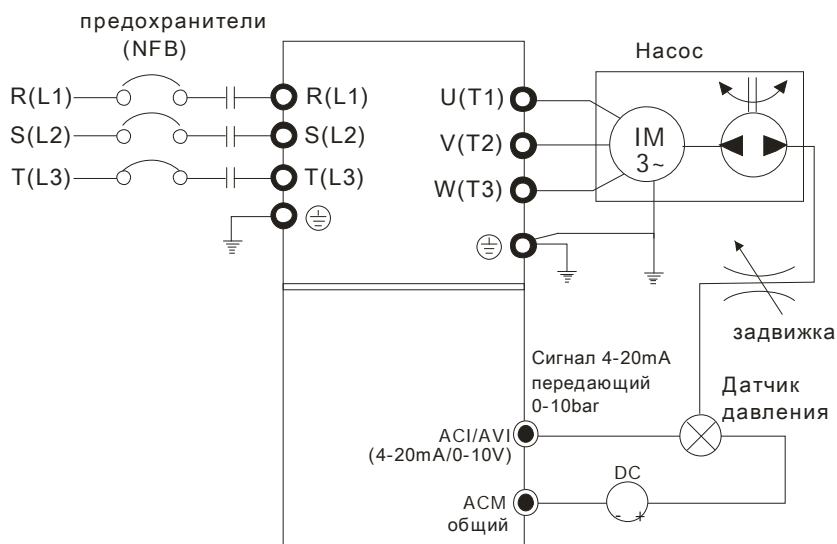 предохранители
(NFB)
Насос
R(L1)
R(L1)
U(T1)
S(L2)
S(L2)
V(T2)
IM
3~
T(L3)
T(L3)
W(T3)
задвижка
Сигнал 4-20mA
передающий
0-10bar
Датчик
давления
ACI/AVI
(4-20mA/0-10V)
DC
- +
ACM
общий